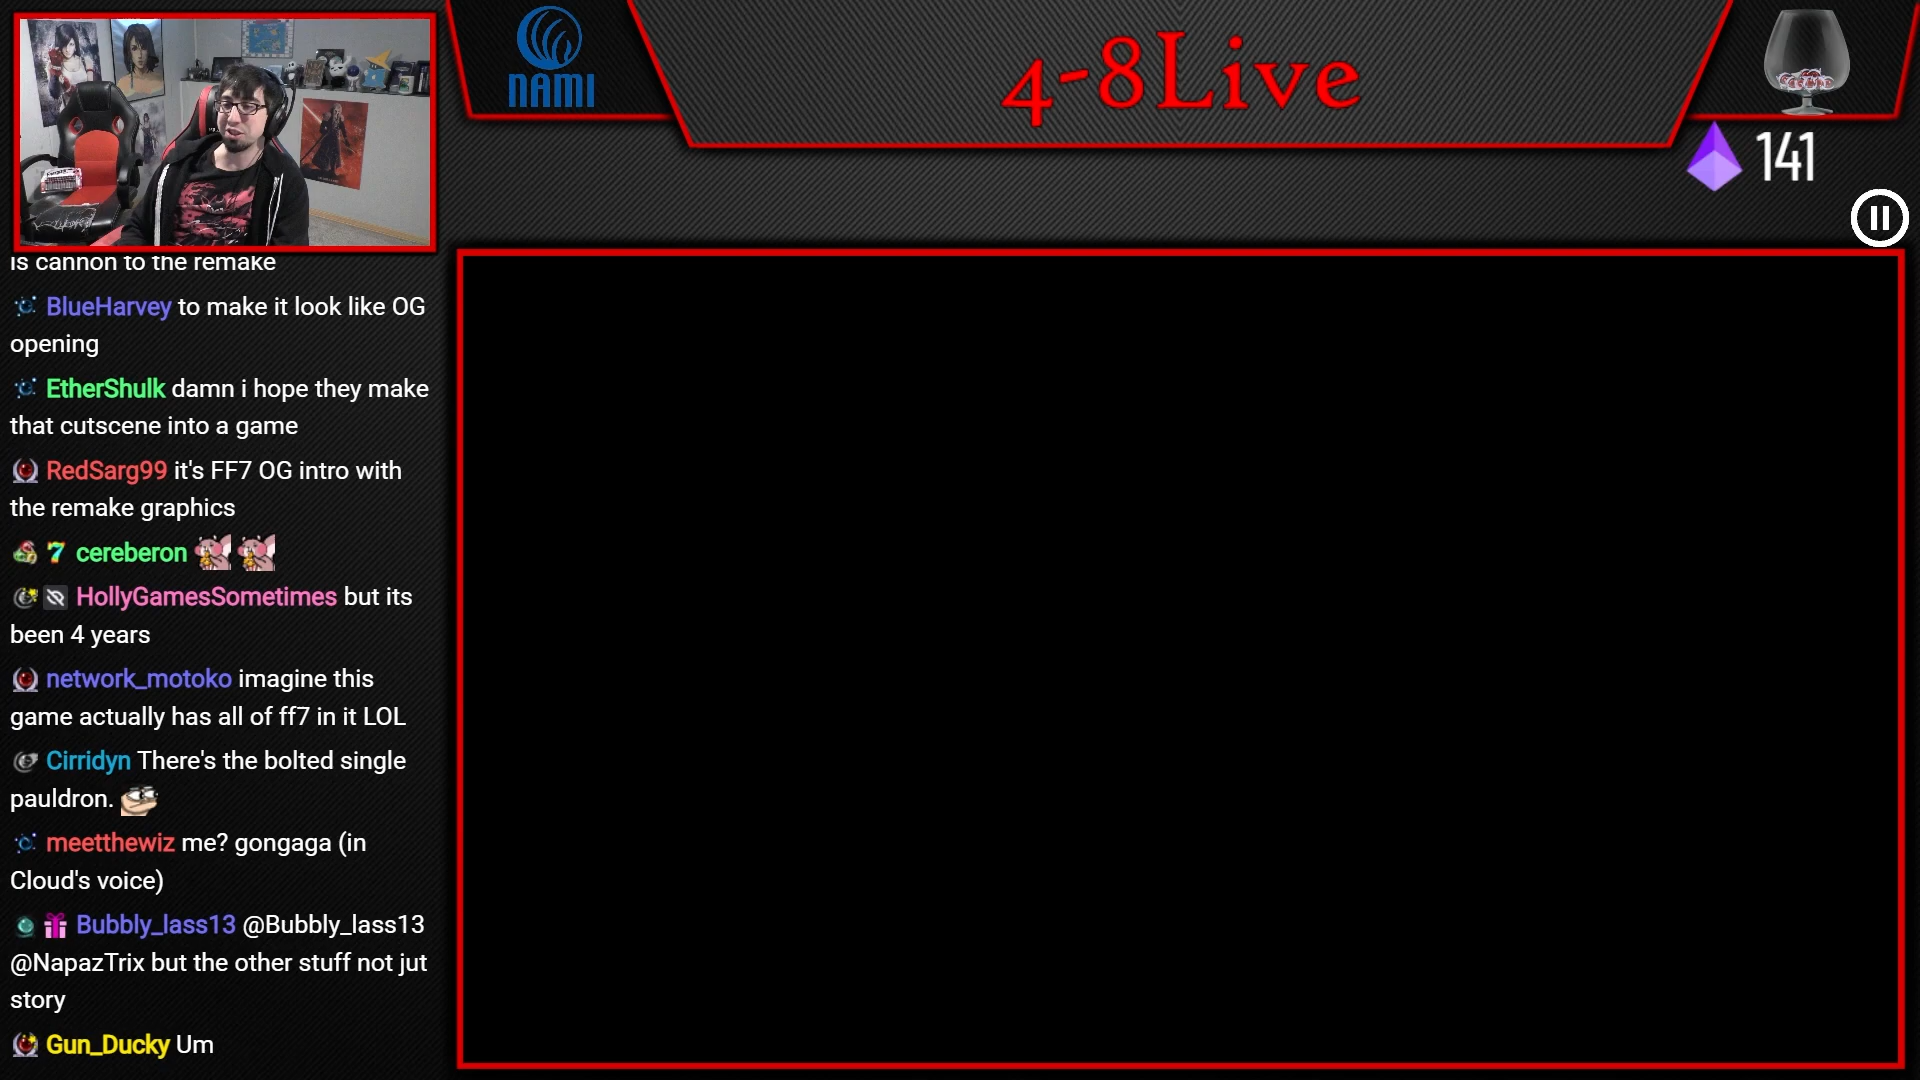 NAMI
4-8Live
141
is cannon to the remake
BlueHarvey to make it look like OG
opening
EtherShulk damn i hope they make
that cutscene into a game
RedSarg99 it's FF7 OG intro with
the remake graphics
7 cereberon
HollyGamesSometimes but its
been 4 years
network_motoko imagine this
game actually has all of ff7 in it LOL
Cirridyn There's the bolted single
pauldron.
meetthewiz me? gongaga (in
Cloud's voice)
Bubbly_lass13 @Bubbly_lass13
@NapazTrix but the other stuff not jut
story
Gun_Ducky Um